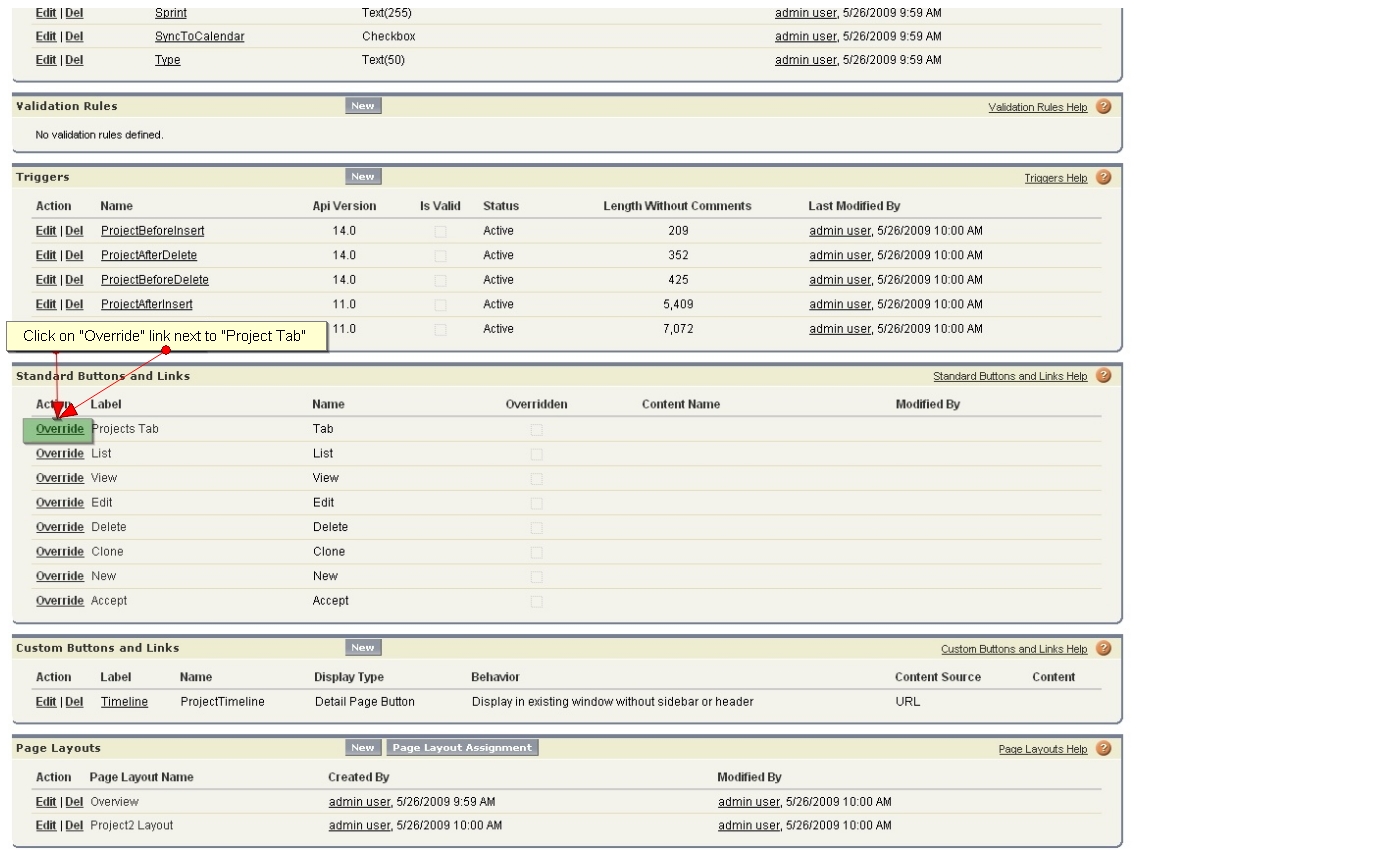 Edit | Del Sprint Text(255) admin user, 5/26/2009 9:59 AM
Edit | Del SyncToCalendar Checkbox admin user, 5/26/2009 9:59 AM
Edit | Del Type Text(50) admin user, 5/26/2009 9:59 AM
Validation Rules New Validation Rules Help ?
No validation rules defined.
Triggers New Triggers Help ?
Action Name Api Version Is Valid Status Length Without Comments Last Modified By
Edit | Del ProjectBeforeInsert 14.0 Active 209 admin user, 5/26/2009 10:00 AM
Edit | Del ProjectAfterDelete 14.0 Active 352 admin user, 5/26/2009 10:00 AM
Edit | Del ProjectBeforeDelete 14.0 Active 425 admin user, 5/26/2009 10:00 AM
Edit | Del ProjectAfterInsert 11.0 Active 5,409 admin user, 5/26/2009 10:00 AM
Click on "Override" link next to "Project Tab" 11.0 Active 7,072 admin user, 5/26/2009 10:00 AM
Standard Buttons and Links Standard Buttons and Links Help ?
Action Label Name Overridden Content Name Modified By
Override Projects Tab Tab
Override List List
Override View View
Override Edit Edit
Override Delete Delete
Override Clone Clone
Override New New
Override Accept Accept
Custom Buttons and Links New Custom Buttons and Links Help ?
Action Label Name Display Type Behavior Content Source Content
Edit | Del Timeline ProjectTimeline Detail Page Button Display in existing window without sidebar or header URL
Page Layouts New Page Layout Assignment Page Layouts Help ?
Action Page Layout Name Created By Modified By
Edit | Del Overview admin user, 5/26/2009 9:59 AM admin user, 5/26/2009 10:00 AM
Edit | Del Project2 Layout admin user, 5/26/2009 10:00 AM admin user, 5/26/2009 10:00 AM